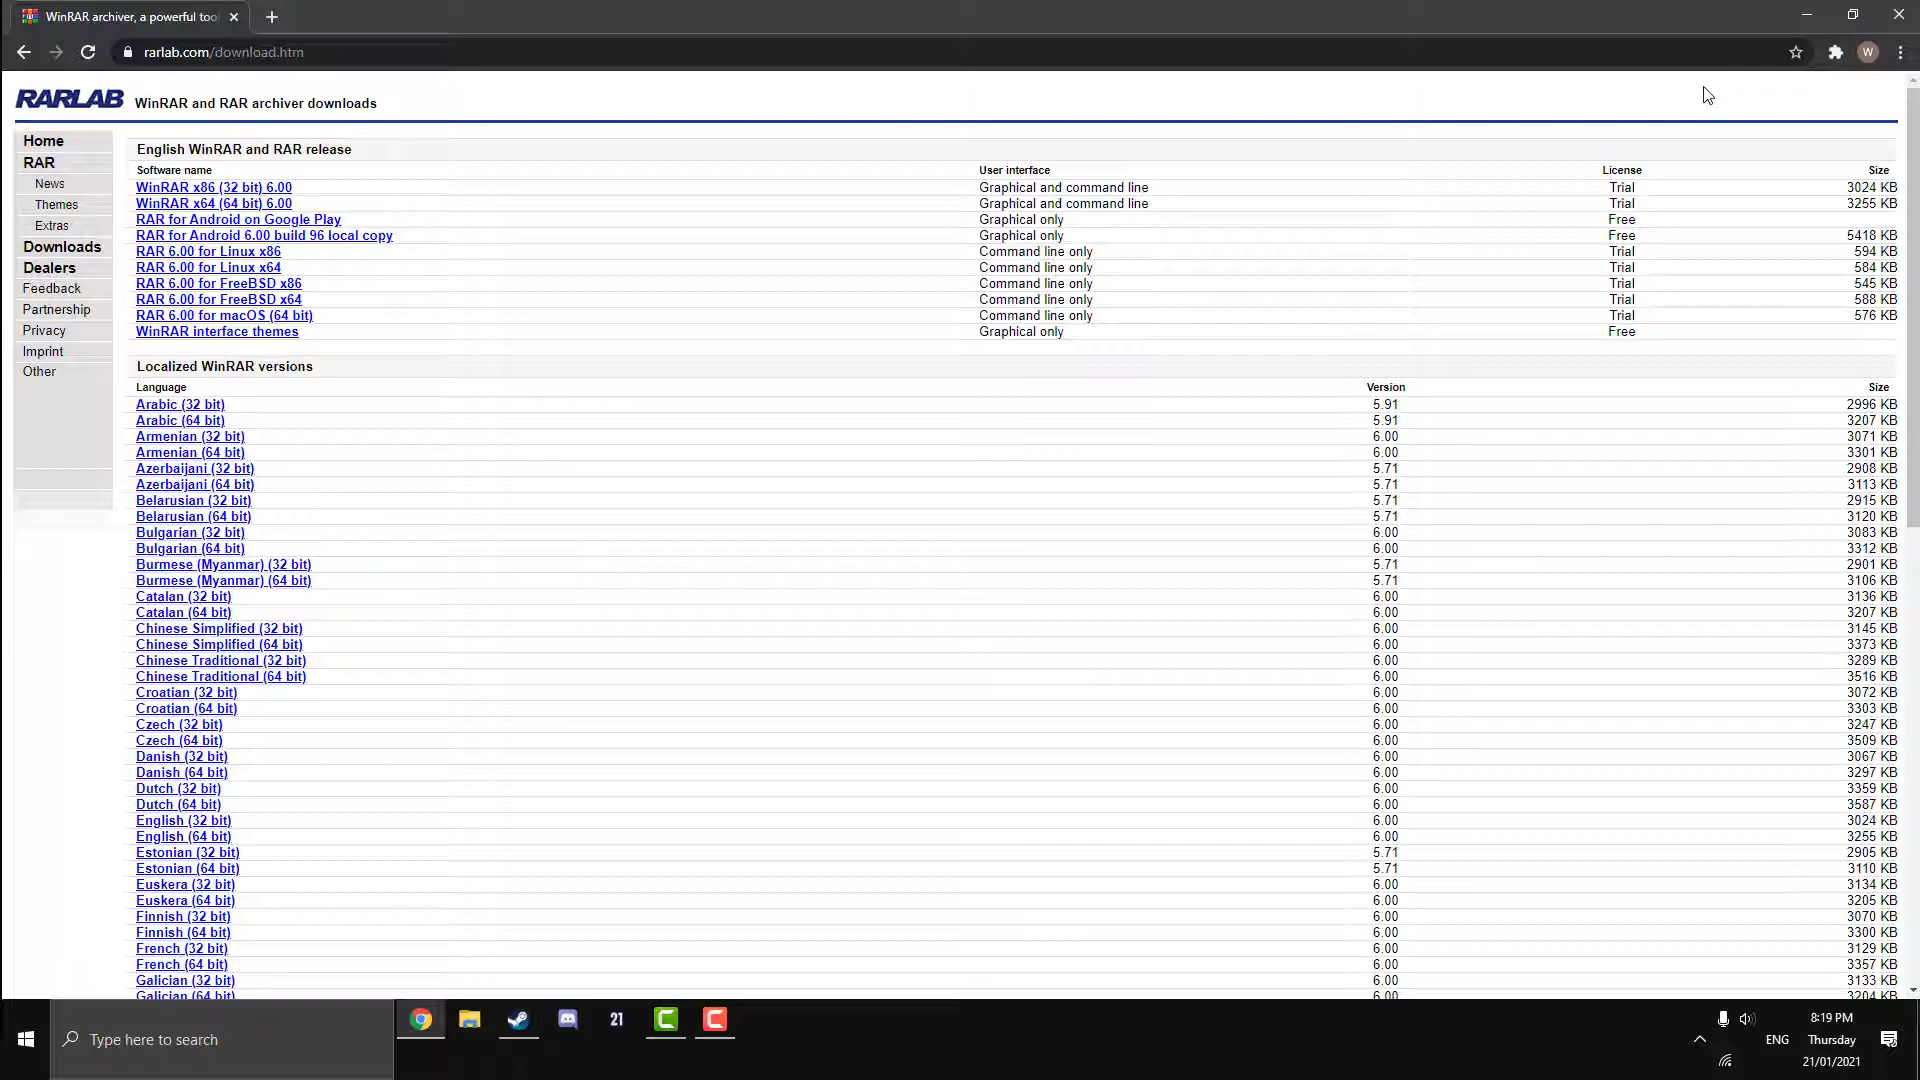 WinRAR archiver, a powerful too
rarlab.com/download.htm
W
RARLAB WinRAR and RAR archiver downloads
Home
RAR
News
Themes
Extras
Downloads
Dealers
Feedback
Partnership
Privacy
Imprint
Other
English WinRAR and RAR release
Software name User interface License Size
WinRAR x86 (32 bit) 6.00 Graphical and command line Trial 3024 KB
WinRAR x64 (64 bit) 6.00 Graphical and command line Trial 3255 KB
RAR for Android on Google Play Graphical only Free
RAR for Android 6.00 build 96 local copy Graphical only Free 5418 KB
RAR 6.00 for Linux x86 Command line only Trial 594 KB
RAR 6.00 for Linux x64 Command line only Trial 584 KB
RAR 6.00 for FreeBSD x86 Command line only Trial 545 KB
RAR 6.00 for FreeBSD x64 Command line only Trial 588 KB
RAR 6.00 for macOS (64 bit) Command line only Trial 576 KB
WinRAR interface themes Graphical only Free
Localized WinRAR versions
Language Version Size
Arabic (32 bit) 5.91 2996 KB
Arabic (64 bit) 5.91 3207 KB
Armenian (32 bit) 6.00 3071 KB
Armenian (64 bit) 6.00 3301 KB
Azerbaijani (32 bit) 5.71 2908 KB
Azerbaijani (64 bit) 5.71 3113 KB
Belarusian (32 bit) 5.71 2915 KB
Belarusian (64 bit) 5.71 3120 KB
Bulgarian (32 bit) 6.00 3083 KB
Bulgarian (64 bit) 6.00 3312 KB
Burmese (Myanmar) (32 bit) 5.71 2901 KB
Burmese (Myanmar) (64 bit) 5.71 3106 KB
Catalan (32 bit) 6.00 3136 KB
Catalan (64 bit) 6.00 3207 KB
Chinese Simplified (32 bit) 6.00 3145 KB
Chinese Simplified (64 bit) 6.00 3373 KB
Chinese Traditional (32 bit) 6.00 3289 KB
Chinese Traditional (64 bit) 6.00 3516 KB
Croatian (32 bit) 6.00 3072 KB
Croatian (64 bit) 6.00 3303 KB
Czech (32 bit) 6.00 3247 KB
Czech (64 bit) 6.00 3509 KB
Danish (32 bit) 6.00 3067 KB
Danish (64 bit) 6.00 3297 KB
Dutch (32 bit) 6.00 3359 KB
Dutch (64 bit) 6.00 3587 KB
English (32 bit) 6.00 3024 KB
English (64 bit) 6.00 3255 KB
Estonian (32 bit) 5.71 2905 KB
Estonian (64 bit) 5.71 3110 KB
Euskera (32 bit) 6.00 3134 KB
Euskera (64 bit) 6.00 3205 KB
Finnish (32 bit) 6.00 3070 KB
Finnish (64 bit) 6.00 3300 KB
French (32 bit) 6.00 3129 KB
French (64 bit) 6.00 3357 KB
Galician (32 bit) 6.00 3133 KB
Galician (64 bit) 6.00 3204 KB
Type here to search
21
ENG
8:19 PM
Thursday
21/01/2021